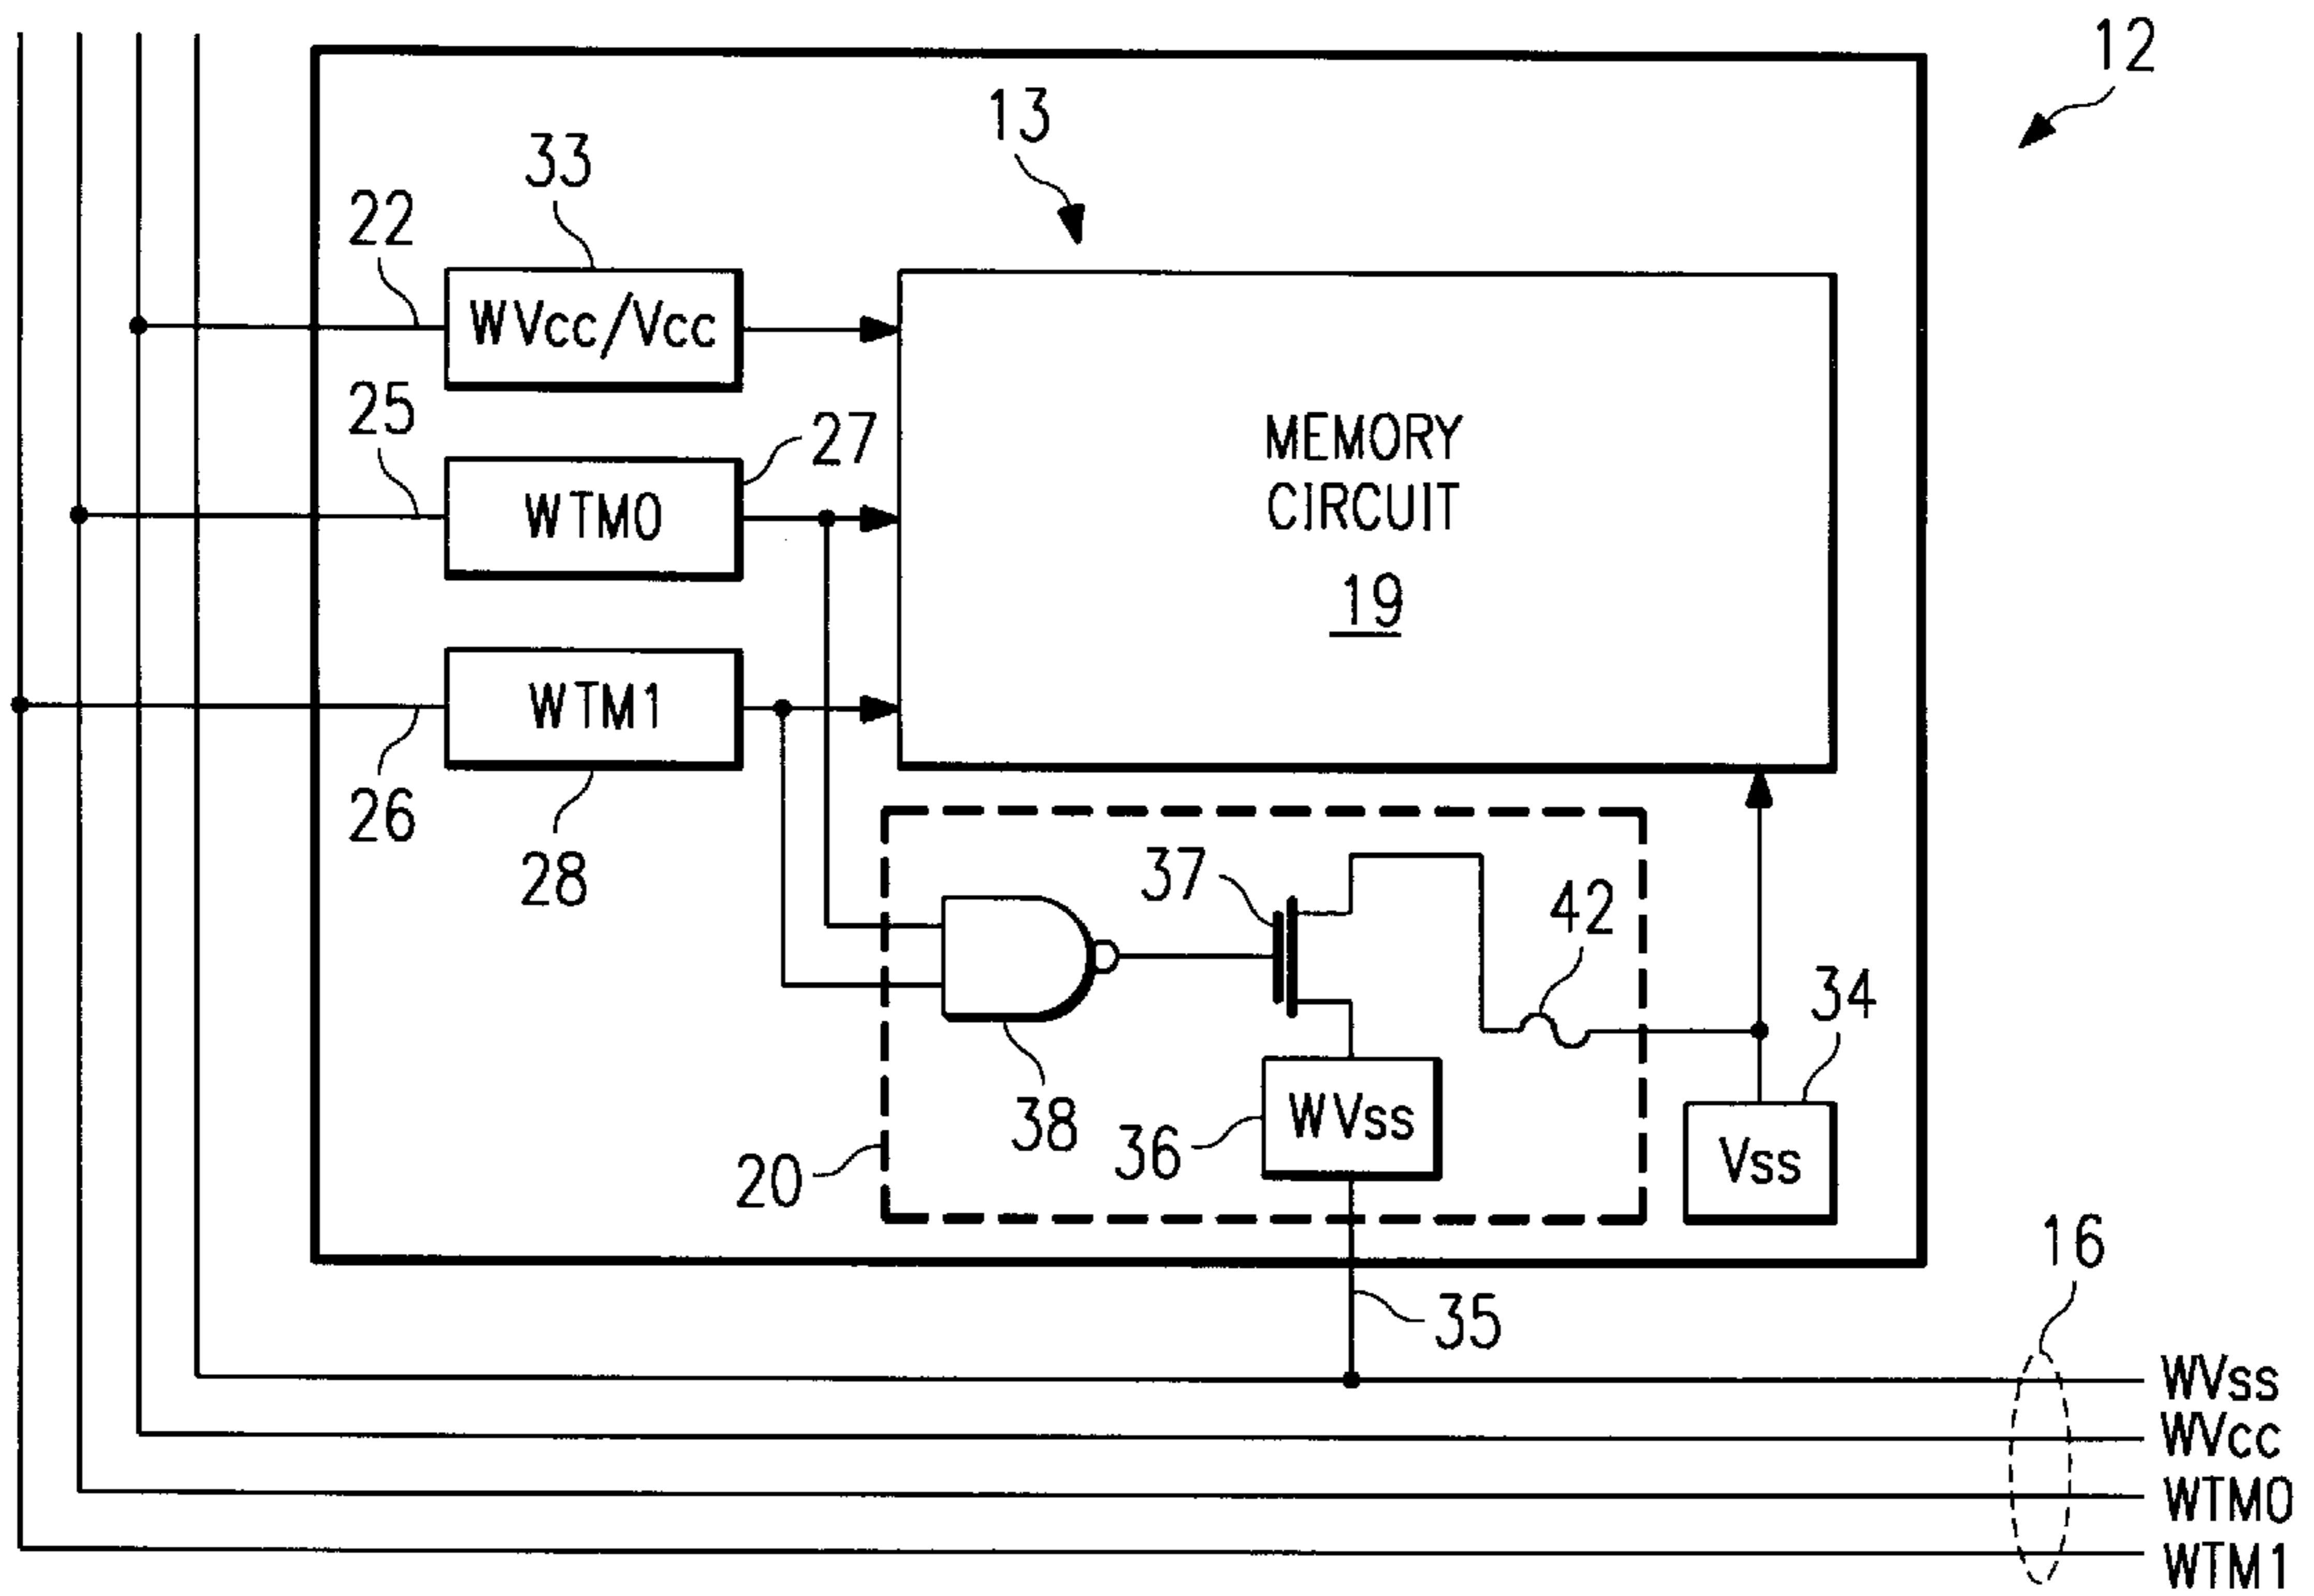 12
13
33
22
WVcc/Vcc
25
27
WTM0
MEMORY
CIRCUIT
19
WTM1
26
28
37
42
34
38
36
WVss
20
Vss
16
35
WVss
WVcc
WTM0
WTM1